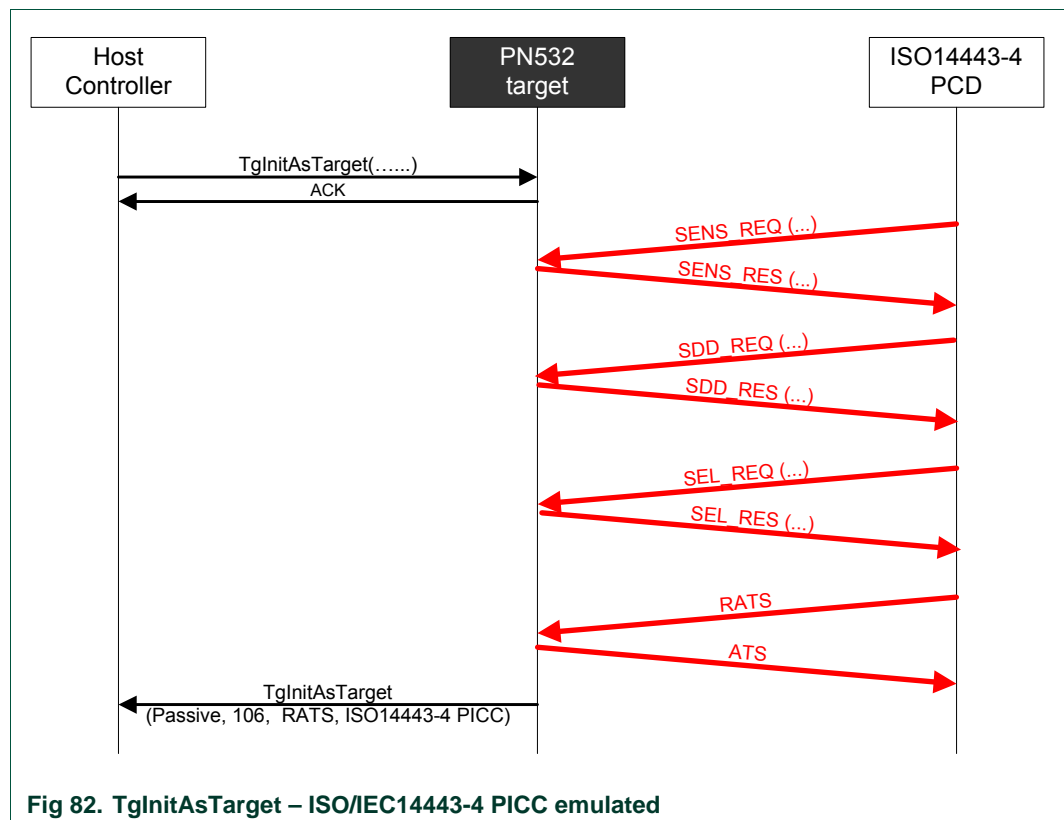 Host
Controller
PN532
target
ISO14443-4
PCD
TgInitAsTarget(…...)
ACK
SENS_REQ (...)
SENS_RES (...)
SDD_REQ (...)
SDD_RES (...)
SEL_REQ (...)
SEL_RES (...)
RATS
ATS
TgInitAsTarget
(Passive, 106, RATS, ISO14443-4 PICC)
Fig 82. TgInitAsTarget – ISO/IEC14443-4 PICC emulated